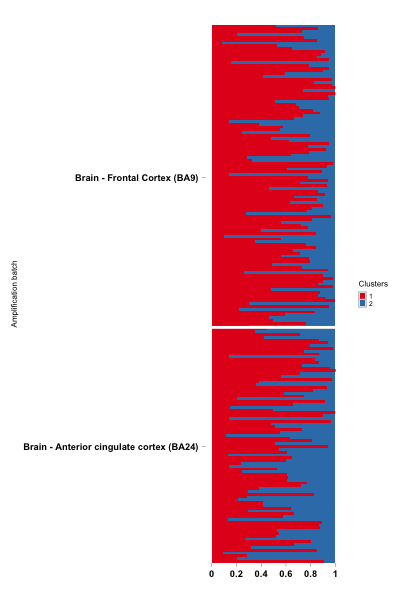 Brain - Frontal Cortex (BA9)
Amplification batch
Clusters
1
2
Brain - Anterior cingulate cortex (BA24)
0 0.2 0.4 0.6 0.8 1